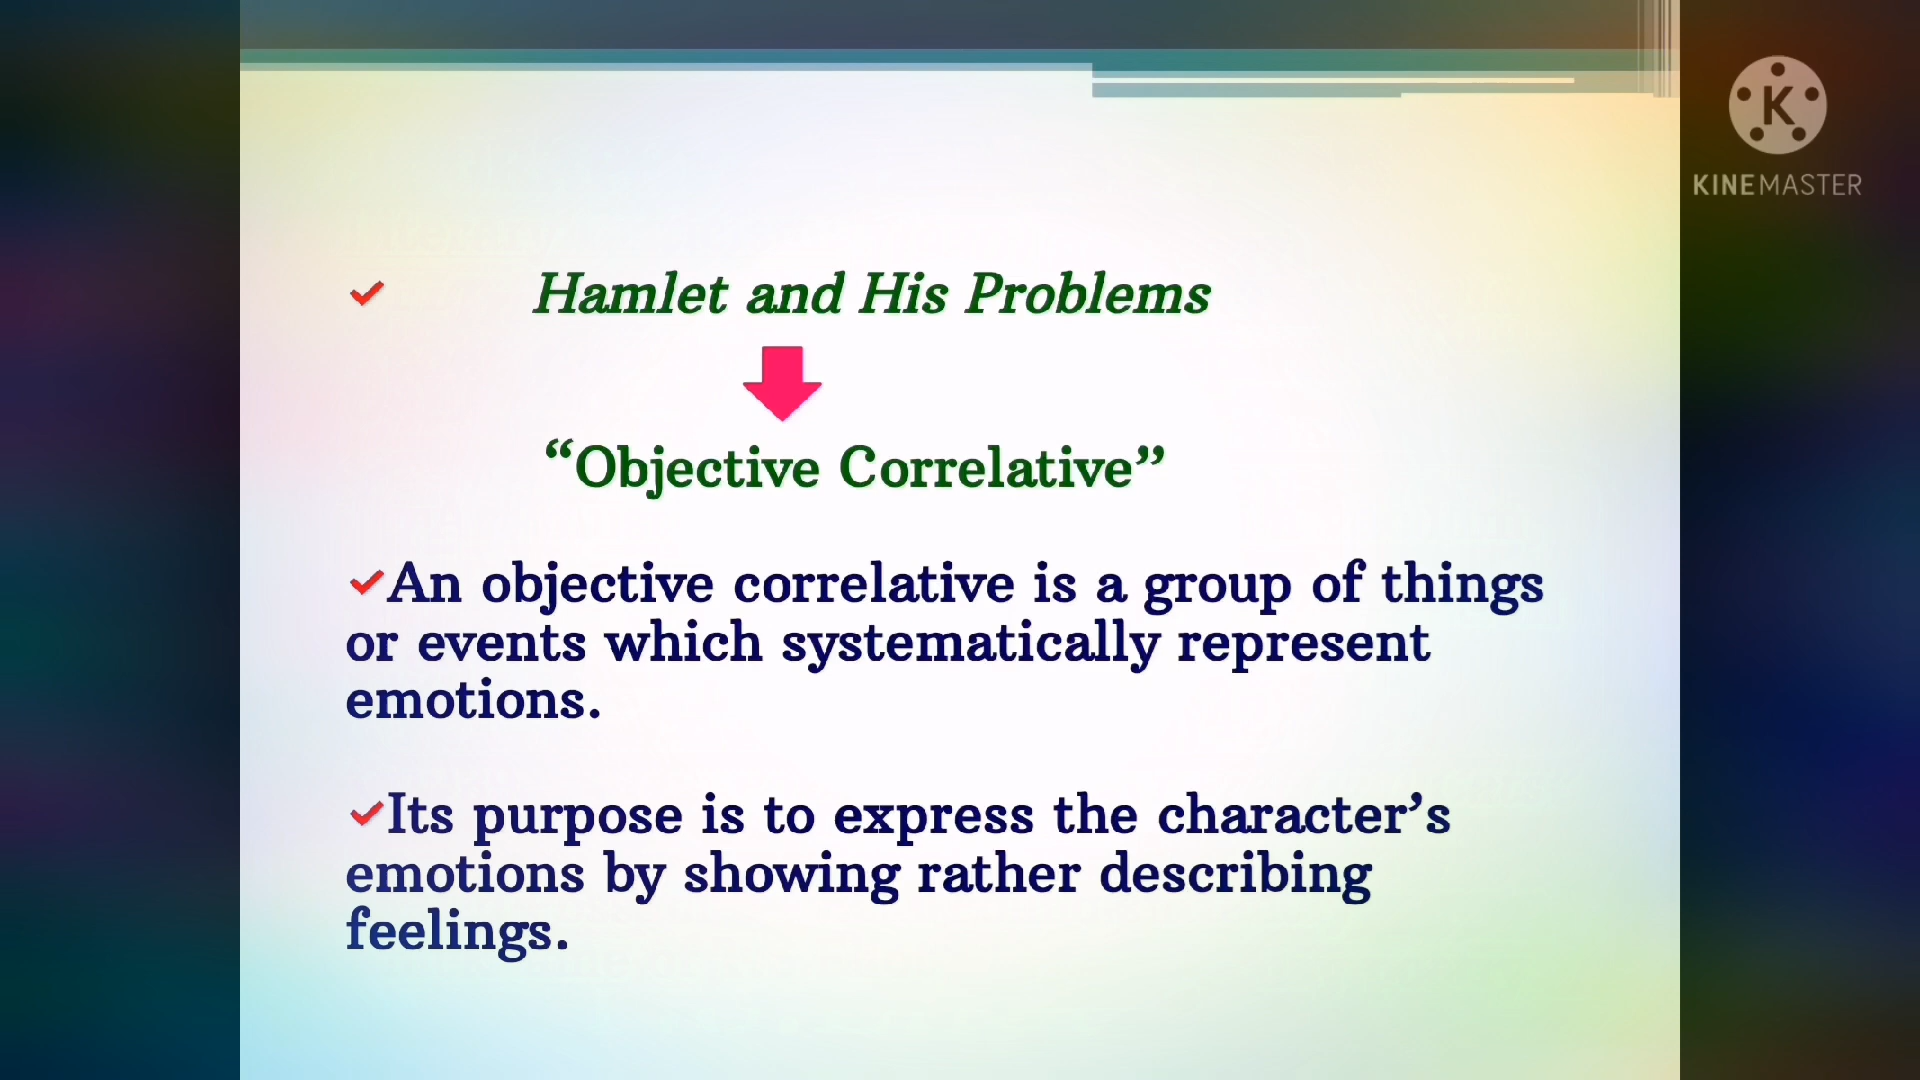 KINEMASTER
Hamlet and His Problems
“Objective Correlative”
An objective correlative is a group of things
or events which systematically represent
emotions.
Its purpose is to express the character’s
emotions by showing rather describing
feelings.